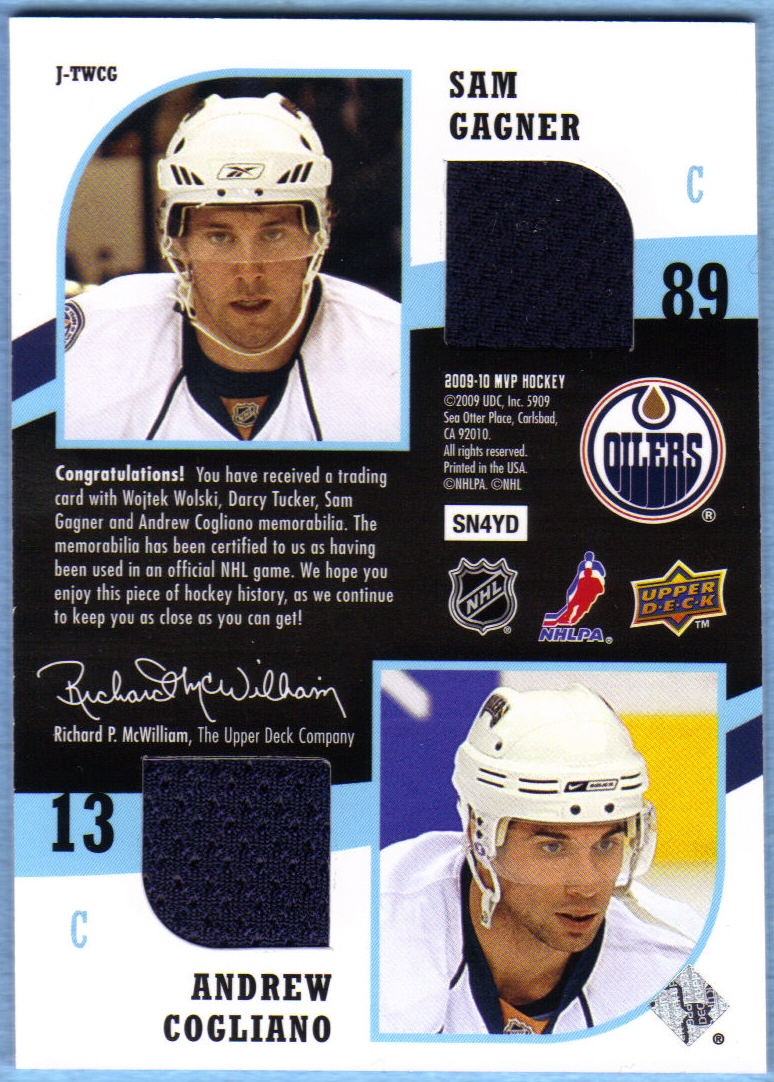 J-TWCG
SAM
GAGNER
C
89
2009-10 MVP HOCKEY
©2009 UDC, Inc. 5909
Sea Otter Place, Carlsbad,
CA 92010.
All rights reserved.
Printed in the USA.
©NHLPA. ©NHL
SN4YD
OILERS
®
NHL
®
NHLPA®
UPPER
D·E·C·K
TM
Congratulations! You have received a trading
card with Wojtek Wolski, Darcy Tucker, Sam
Gagner and Andrew Cogliano memorabilia. The
memorabilia has been certified to us as having
been used in an official NHL game. We hope you
enjoy this piece of hockey history, as we continue
to keep you as close as you can get!
Richard McWilliam
Richard P. McWilliam, The Upper Deck Company
13
C
ANDREW
COGLIANO
®